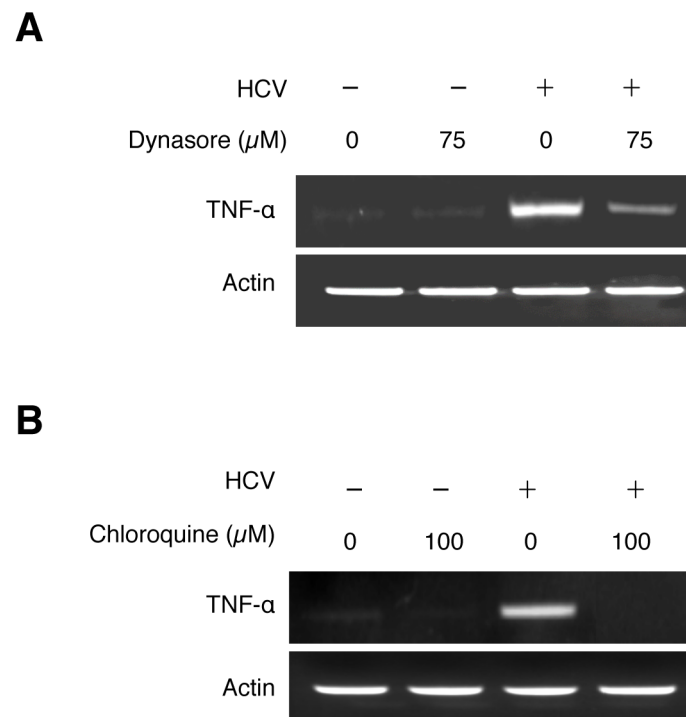 A
HCV − − + +
Dynasore (µM) 0 75 0 75
TNF-α
Actin
B
HCV − − + +
Chloroquine (µM) 0 100 0 100
TNF-α
Actin